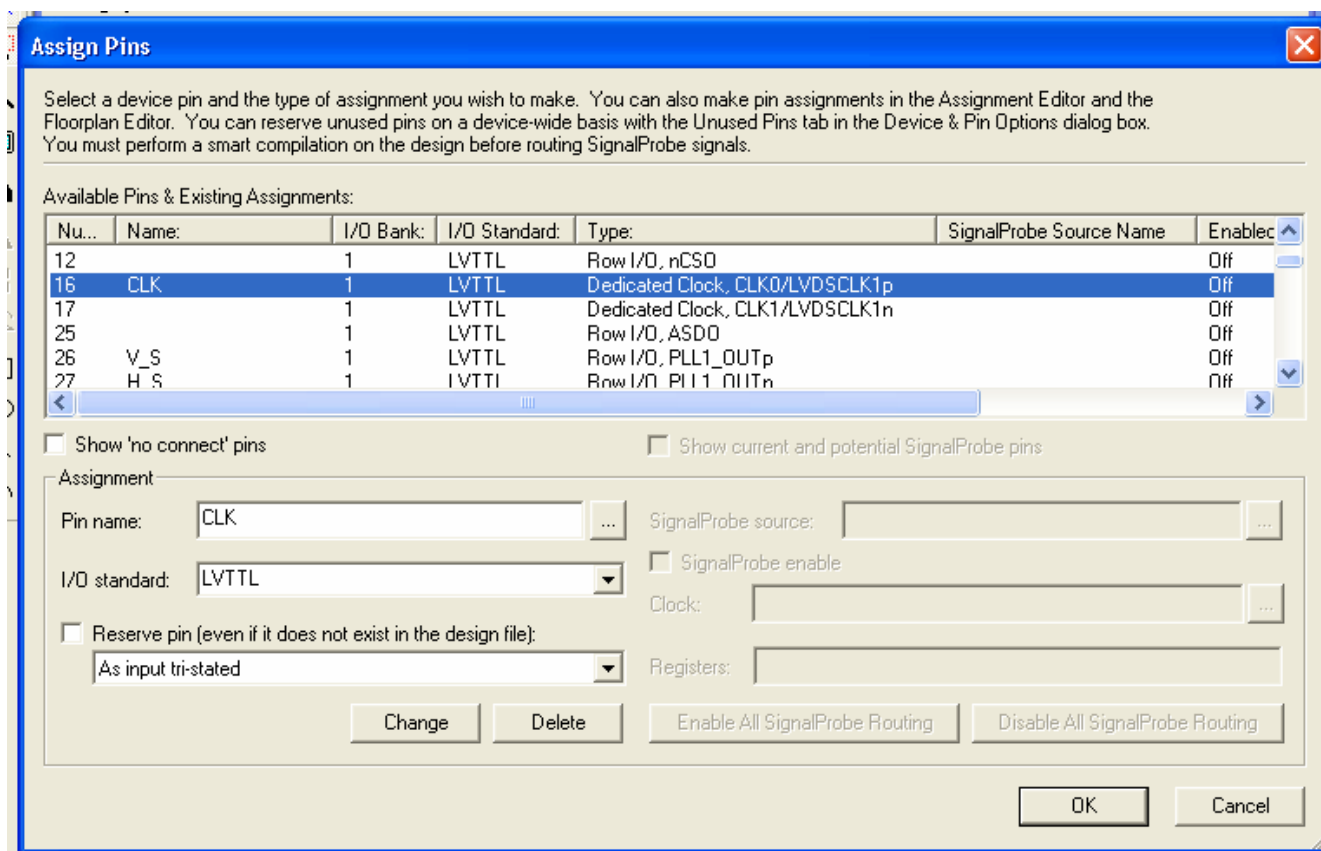 Assign Pins
Select a device pin and the type of assignment you wish to make. You can also make pin assignments in the Assignment Editor and the
Floorplan Editor. You can reserve unused pins on a device-wide basis with the Unused Pins tab in the Device & Pin Options dialog box.
You must perform a smart compilation on the design before routing SignalProbe signals.
Available Pins & Existing Assignments:
Nu... Name: I/O Bank: I/O Standard: Type: SignalProbe Source Name Enabled
12 1 LVTTL Row I/O, nCSO Off
16 CLK 1 LVTTL Dedicated Clock, CLK0/LVDSCLK1p Off
17 1 LVTTL Dedicated Clock, CLK1/LVDSCLK1n Off
25 1 LVTTL Row I/O, ASDO Off
26 V_S 1 LVTTL Row I/O, PLL1_OUTp Off
27 H_S 1 LVTTL Row I/O, PLL1_OUTn Off
Show 'no connect' pins Show current and potential SignalProbe pins
Assignment
Pin name: CLK ... SignalProbe source: ...
SignalProbe enable
I/O standard: LVTTL
Clock: ...
Reserve pin (even if it does not exist in the design file):
As input tri-stated Registers:
Change Delete Enable All SignalProbe Routing Disable All SignalProbe Routing
OK Cancel